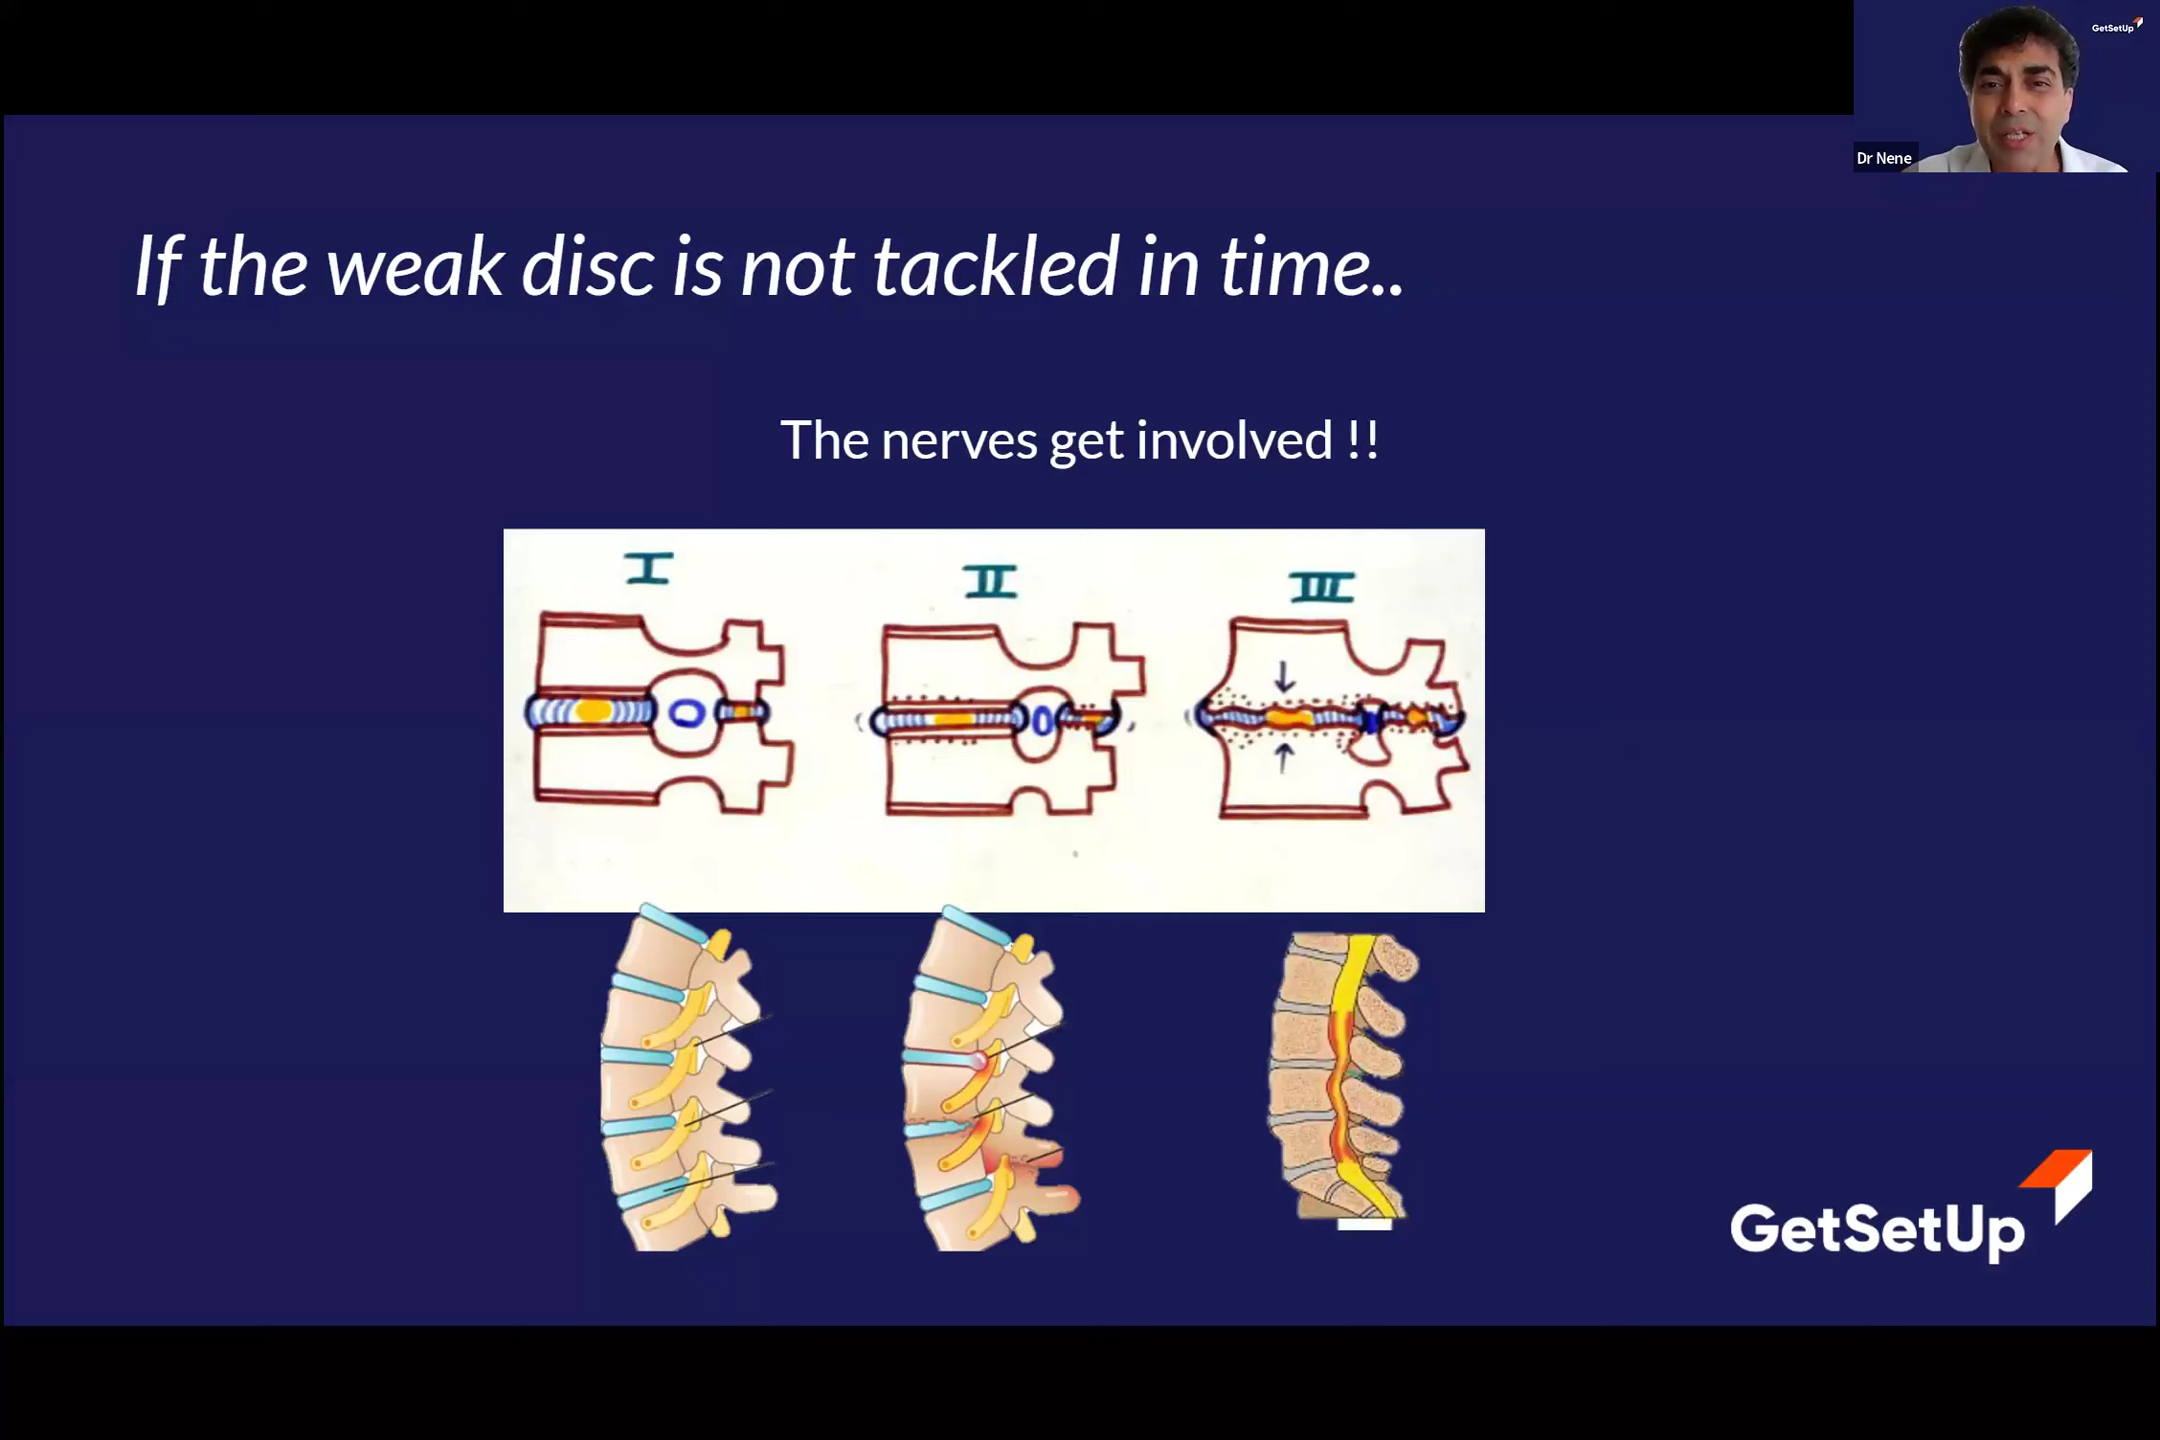 GetSetUp
Dr Nene
If the weak disc is not tackled in time..
The nerves get involved !!
I
II
III
GetSetUp